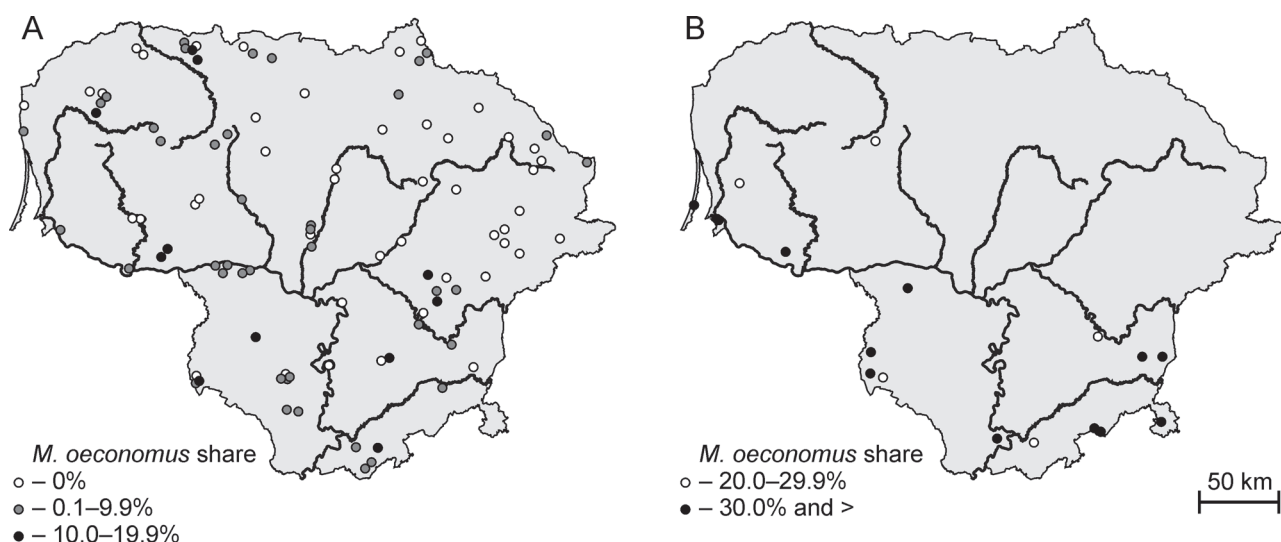 A
M. oeconomus share
– 0%
– 0.1–9.9%
– 10.0–19.9%
B
M. oeconomus share
– 20.0–29.9%
– 30.0% and >
50 km